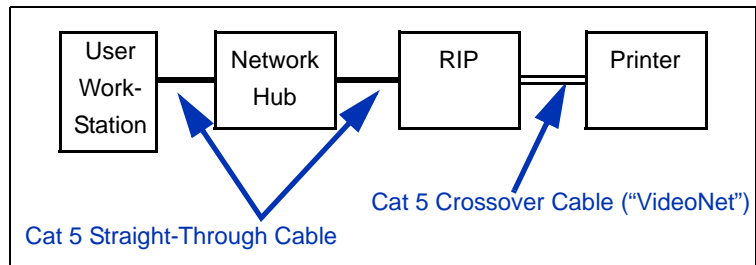 User
Work-
Station
Network
Hub
RIP
Printer
Cat 5 Crossover Cable (“VideoNet”)
Cat 5 Straight-Through Cable